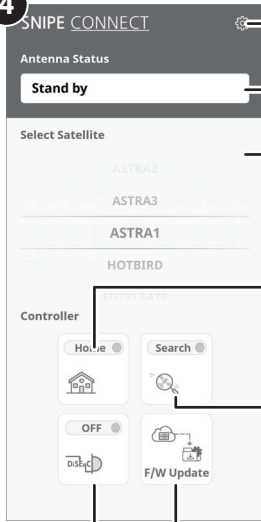 4
SNIPE CONNECT
Antenna Status
Stand by
Select Satellite
ASTRA2
ASTRA3
ASTRA1
HOTBIRD
Controller
Home
Search
OFF
DiSEqC
F/W Update